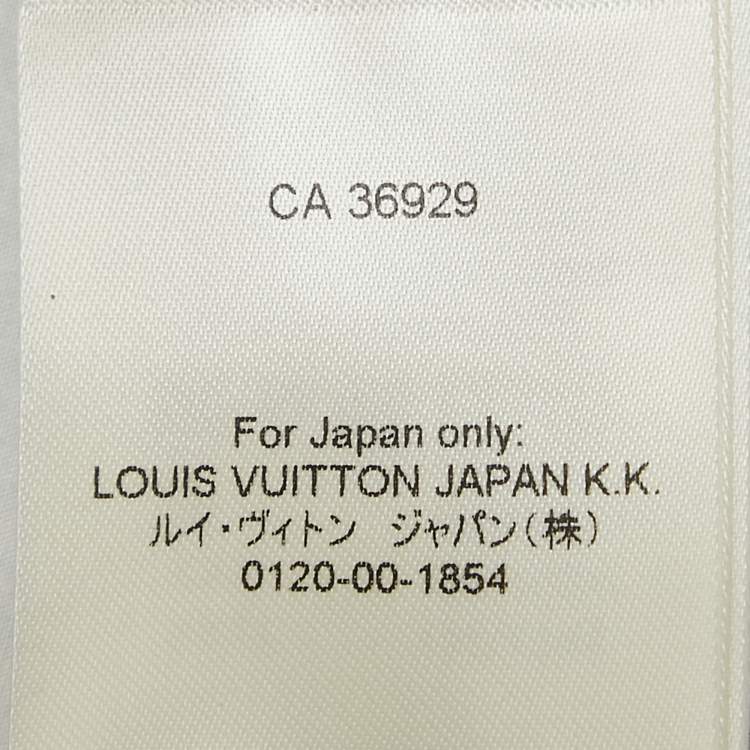 CA 36929
For Japan only:
LOUIS VUITTON JAPAN K.K.
ルイ・ヴィトン　ジャパン(株)
0120-00-1854